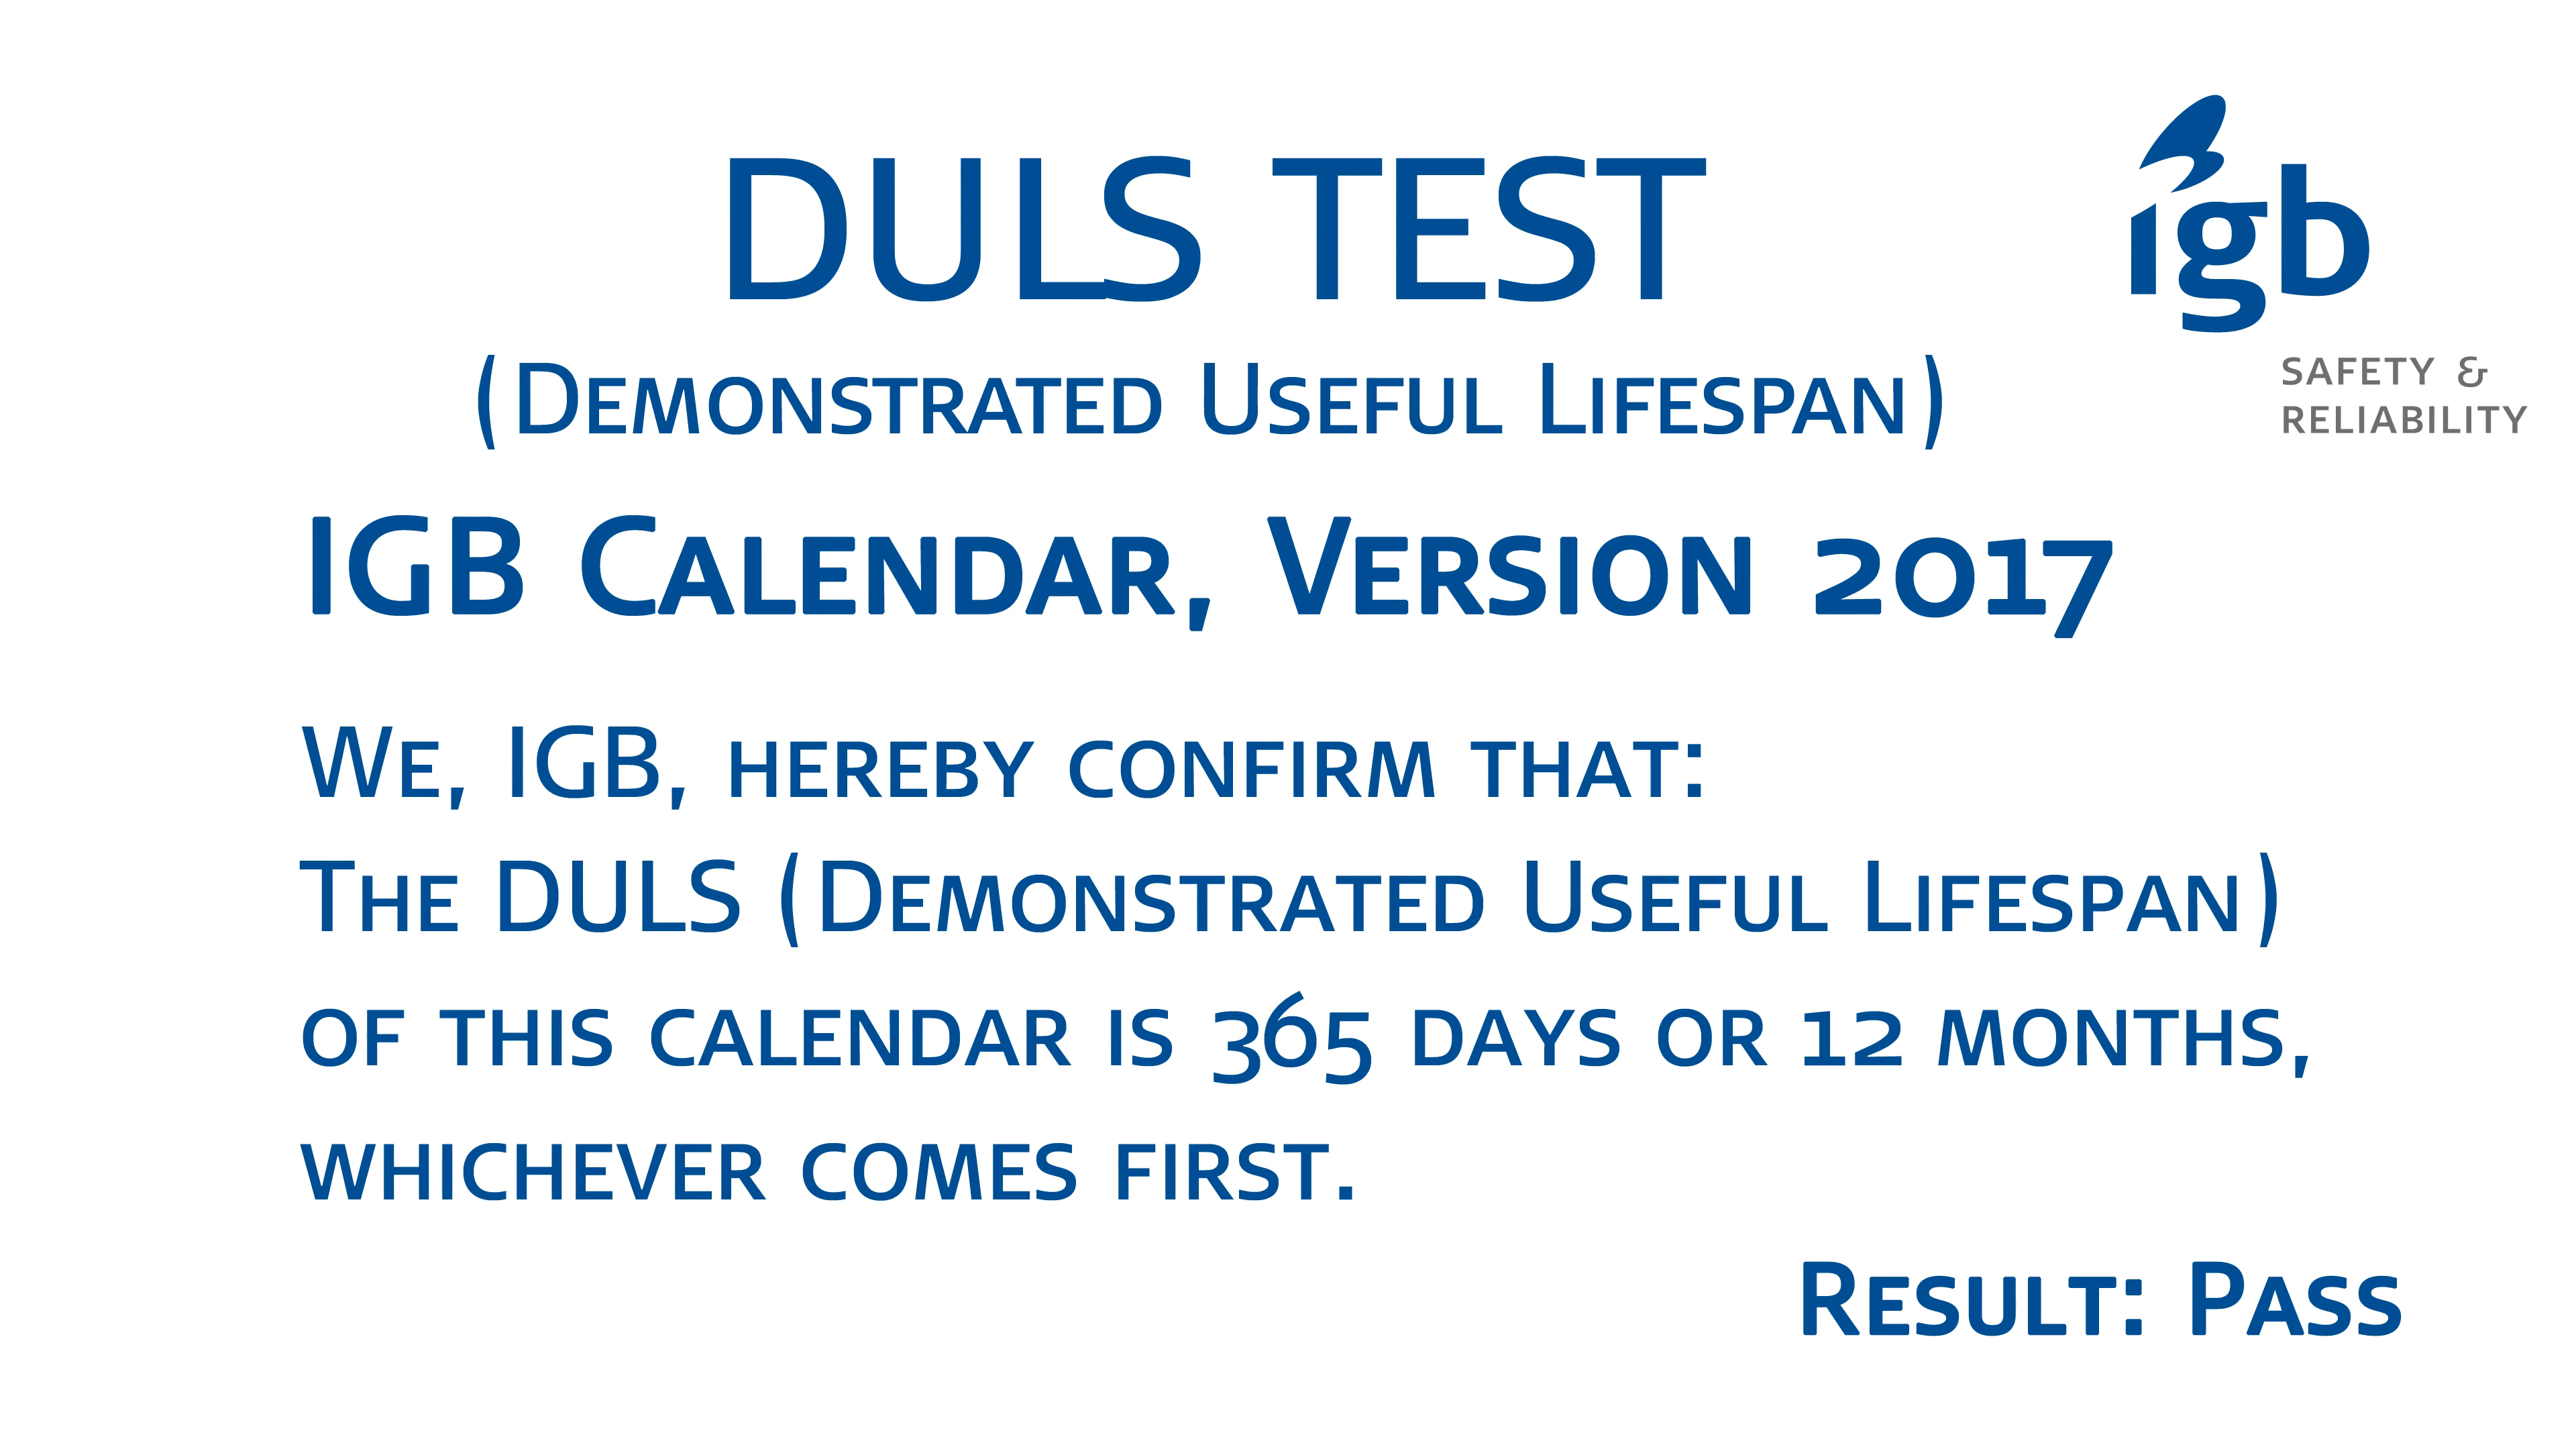 DULS TEST
igb
SAFETY &
RELIABILITY
(Demonstrated Useful Lifespan)
IGB Calendar, Version 2017
We, IGB, hereby confirm that:
The DULS (Demonstrated Useful Lifespan)
of this calendar is 365 days or 12 months,
whichever comes first.
Result: Pass